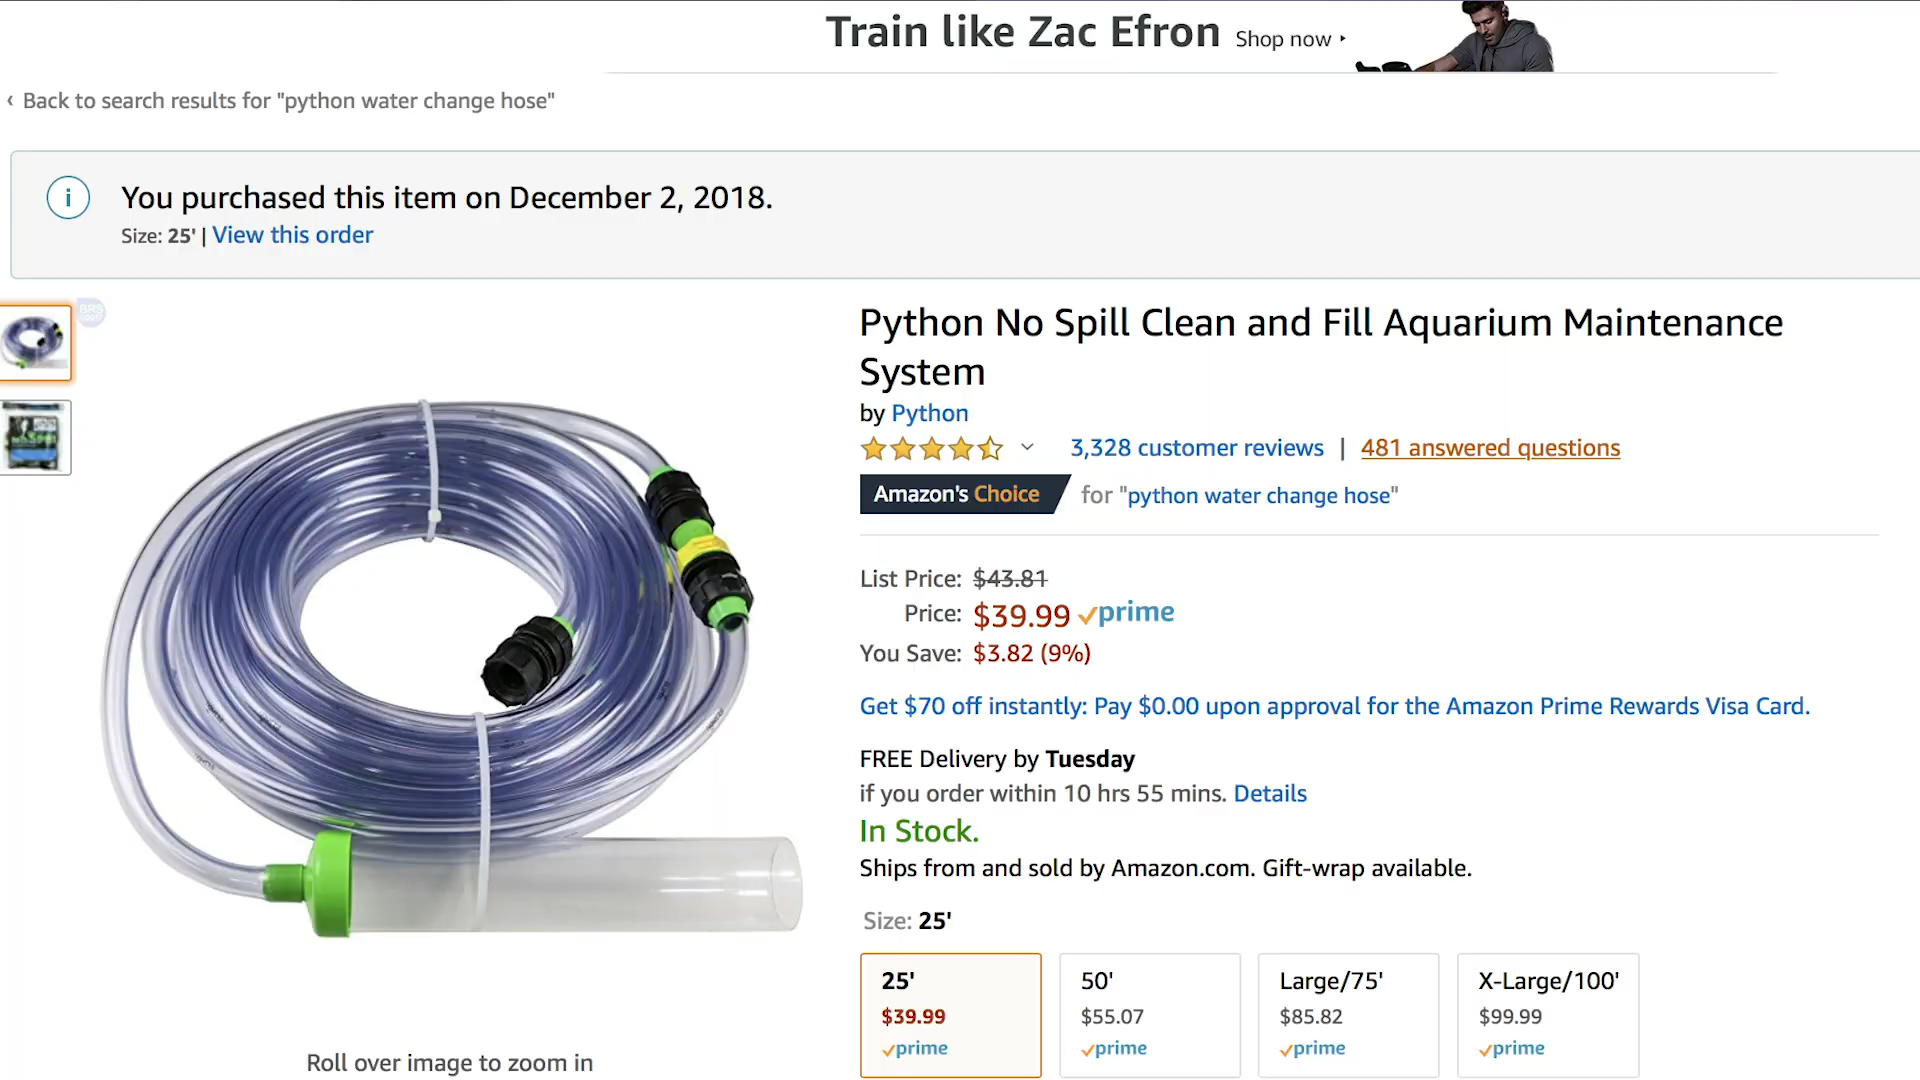 Train like Zac Efron Shop now ‣
‹ Back to search results for "python water change hose"
i
You purchased this item on December 2, 2018.
Size: 25' | View this order
BRS
Python No Spill Clean and Fill Aquarium Maintenance
System
by Python
3,328 customer reviews | 481 answered questions
Amazon's Choice for "python water change hose"
List Price: $43.81
Price: $39.99 prime
You Save: $3.82 (9%)
Get $70 off instantly: Pay $0.00 upon approval for the Amazon Prime Rewards Visa Card.
FREE Delivery by Tuesday
if you order within 10 hrs 55 mins. Details
In Stock.
Ships from and sold by Amazon.com. Gift-wrap available.
Size: 25'
25' 50' Large/75' X-Large/100'
$39.99 $55.07 $85.82 $99.99
prime prime prime prime
Roll over image to zoom in